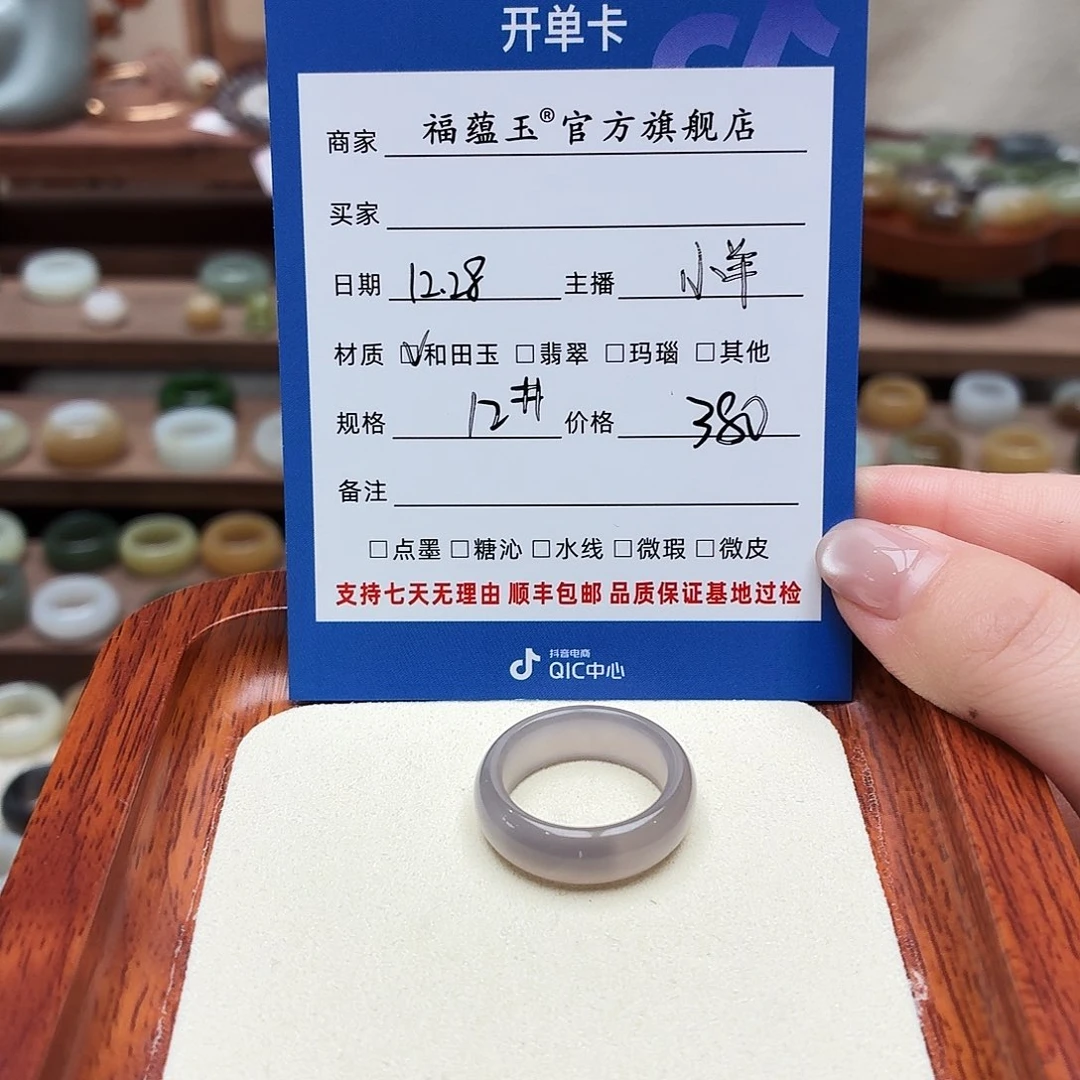 开单卡
商家 福蕴玉®官方旗舰店
买家
日期 12.28 主播 小羊
材质 ☑和田玉 □翡翠 □玛瑙 □其他
规格 12# 价格 380
备注
□点墨 □糖沁 □水线 □微瑕 □微皮
支持七天无理由 顺丰包邮 品质保证基地过检
抖音电商
QIC中心